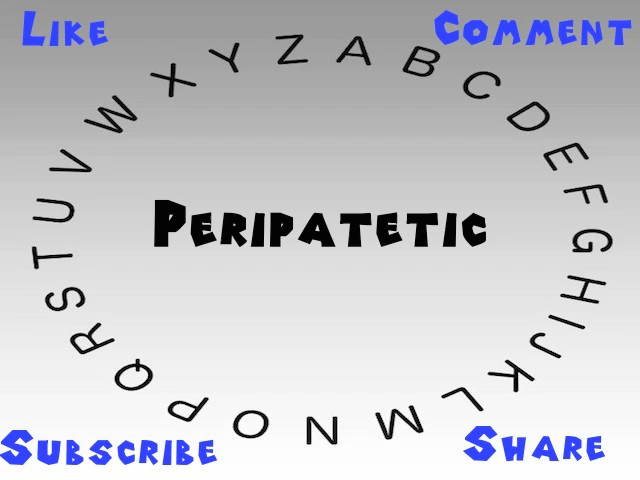 Like
Comment
A B C D E F G H I J K L M N O P Q R S T U V W X Y Z
Peripatetic
Subscribe
Share